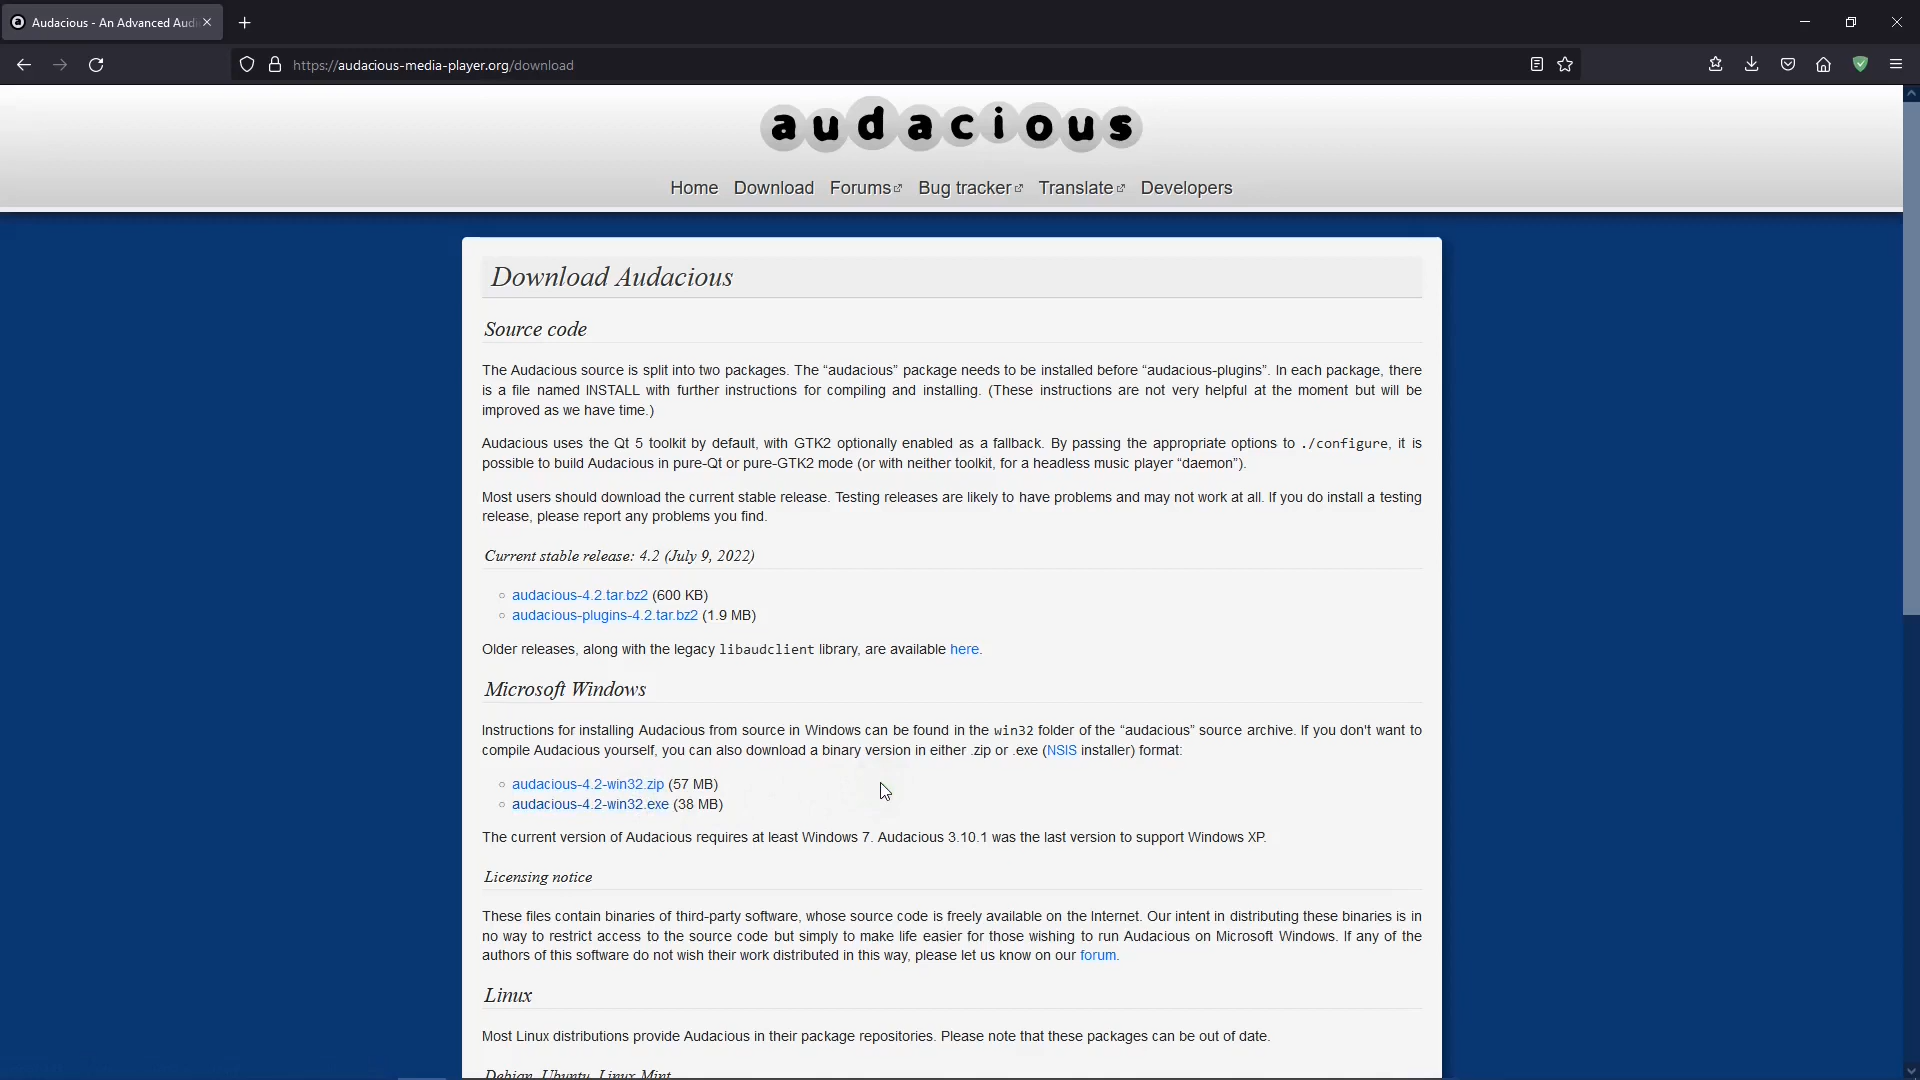 Audacious - An Advanced Aud
https://audacious-media-player.org/download
audacious
Home Download Forums Bug tracker Translate Developers
Download Audacious
Source code
The Audacious source is split into two packages. The “audacious” package needs to be installed before “audacious-plugins”. In each package, there
is a file named INSTALL with further instructions for compiling and installing. (These instructions are not very helpful at the moment but will be
improved as we have time.)
Audacious uses the Qt 5 toolkit by default, with GTK2 optionally enabled as a fallback. By passing the appropriate options to ./configure, it is
possible to build Audacious in pure-Qt or pure-GTK2 mode (or with neither toolkit, for a headless music player “daemon”).
Most users should download the current stable release. Testing releases are likely to have problems and may not work at all. If you do install a testing
release, please report any problems you find.
Current stable release: 4.2 (July 9, 2022)
○ audacious-4.2.tar.bz2 (600 KB)
○ audacious-plugins-4.2.tar.bz2 (1.9 MB)
Older releases, along with the legacy libaudclient library, are available here.
Microsoft Windows
Instructions for installing Audacious from source in Windows can be found in the win32 folder of the “audacious” source archive. If you don't want to
compile Audacious yourself, you can also download a binary version in either .zip or .exe (NSIS installer) format:
○ audacious-4.2-win32.zip (57 MB)
○ audacious-4.2-win32.exe (38 MB)
The current version of Audacious requires at least Windows 7. Audacious 3.10.1 was the last version to support Windows XP.
Licensing notice
These files contain binaries of third-party software, whose source code is freely available on the Internet. Our intent in distributing these binaries is in
no way to restrict access to the source code but simply to make life easier for those wishing to run Audacious on Microsoft Windows. If any of the
authors of this software do not wish their work distributed in this way, please let us know on our forum.
Linux
Most Linux distributions provide Audacious in their package repositories. Please note that these packages can be out of date.
Debian, Ubuntu, Linux Mint